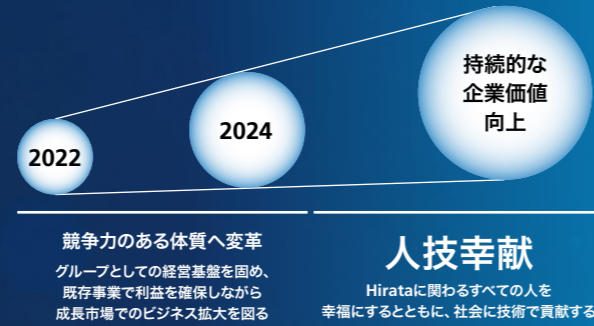 2022
2024
持続的な
企業価値
向上
競争力のある体質へ変革
グループとしての経営基盤を固め、
既存事業で利益を確保しながら
成長市場でのビジネス拡大を図る
人技幸献
Hirataに関わるすべての人を
幸福にするとともに、社会に技術で貢献する